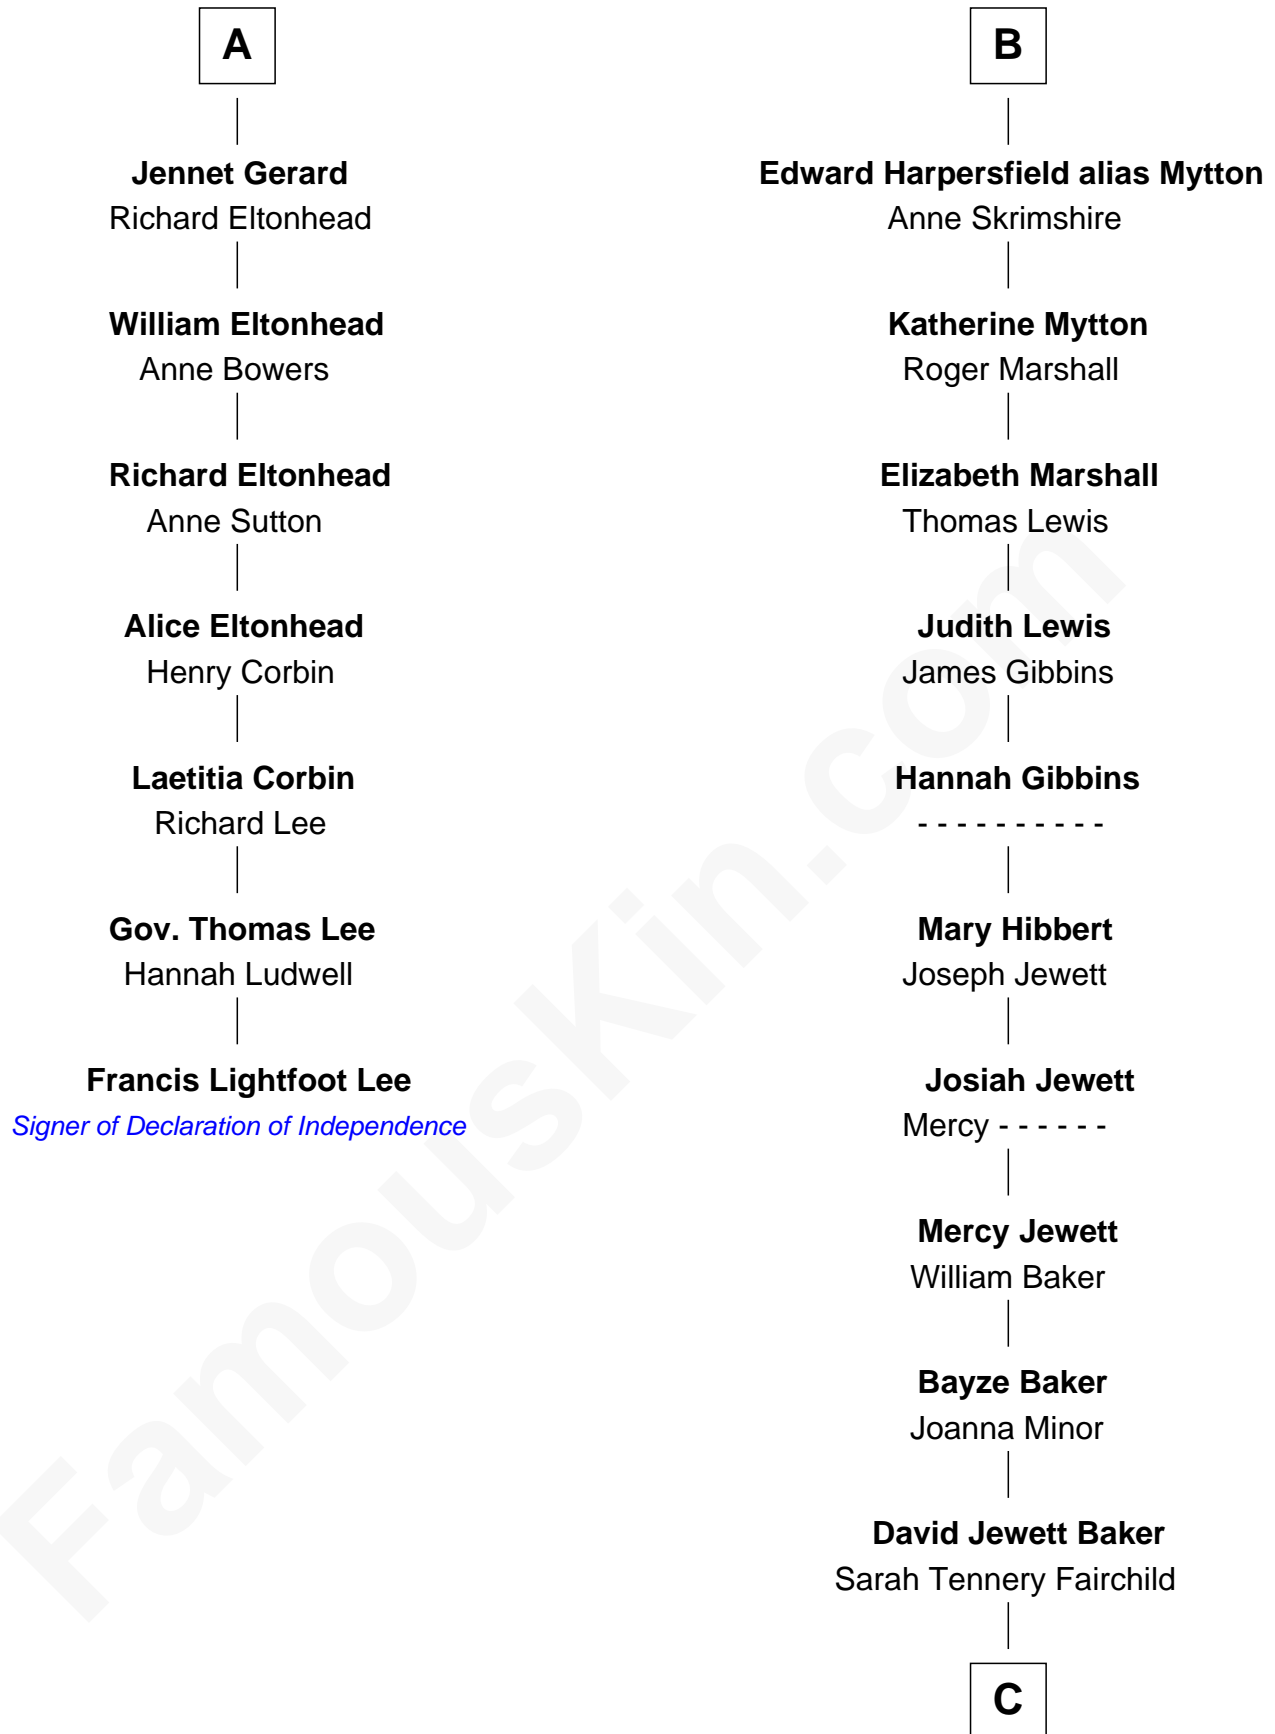 A
Jennet Gerard
Richard Eltonhead
William Eltonhead
Anne Bowers
Richard Eltonhead
Anne Sutton
Alice Eltonhead
Henry Corbin
Laetitia Corbin
Richard Lee
Gov. Thomas Lee
Hannah Ludwell
Francis Lightfoot Lee
Signer of Declaration of Independence
B
Edward Harpersfield alias Mytton
Anne Skrimshire
Katherine Mytton
Roger Marshall
Elizabeth Marshall
Thomas Lewis
Judith Lewis
James Gibbins
Hannah Gibbins
- - - - - - - - - -
Mary Hibbert
Joseph Jewett
Josiah Jewett
Mercy - - - - - -
Mercy Jewett
William Baker
Bayze Baker
Joanna Minor
David Jewett Baker
Sarah Tennery Fairchild
C
FamousKin.com